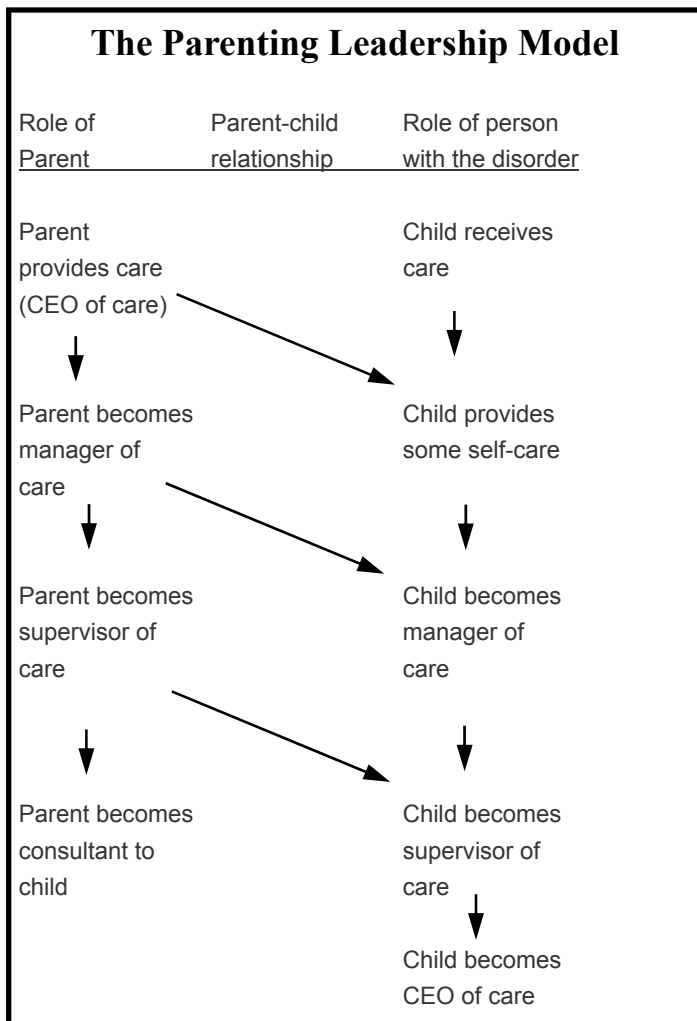 The Parenting Leadership Model
Role of Parent-child Role of person
Parent relationship with the disorder
Parent Child receives
provides care care
(CEO of care)
Parent becomes Child provides
manager of some self-care
care
Parent becomes Child becomes
supervisor of manager of
care care
Parent becomes Child becomes
consultant to supervisor of
child care
Child becomes
CEO of care